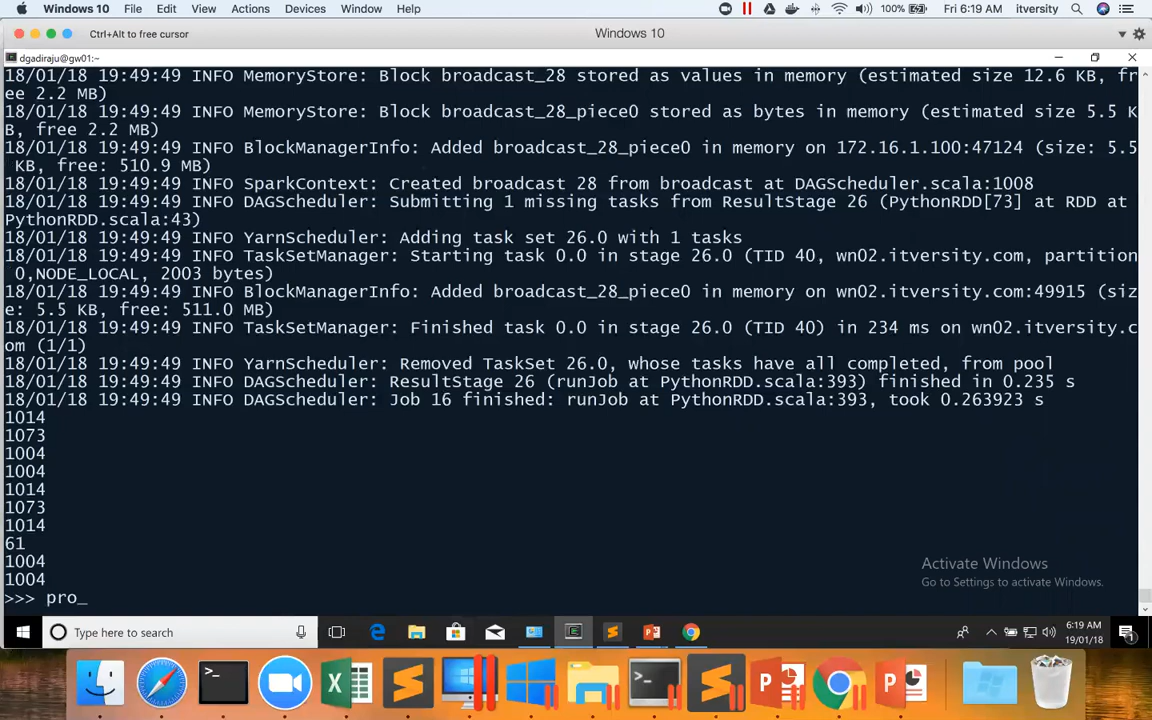 Windows 10 File Edit View Actions Devices Window Help 100% Fri 6:19 AM itversity
Ctrl+Alt to free cursor Windows 10
dgadiraju@gw01:~
18/01/18 19:49:49 INFO MemoryStore: Block broadcast_28 stored as values in memory (estimated size 12.6 KB, fr
ee 2.2 MB)
18/01/18 19:49:49 INFO MemoryStore: Block broadcast_28_piece0 stored as bytes in memory (estimated size 5.5 K
B, free 2.2 MB)
18/01/18 19:49:49 INFO BlockManagerInfo: Added broadcast_28_piece0 in memory on 172.16.1.100:47124 (size: 5.5
 KB, free: 510.9 MB)
18/01/18 19:49:49 INFO SparkContext: Created broadcast 28 from broadcast at DAGScheduler.scala:1008
18/01/18 19:49:49 INFO DAGScheduler: Submitting 1 missing tasks from ResultStage 26 (PythonRDD[73] at RDD at
PythonRDD.scala:43)
18/01/18 19:49:49 INFO YarnScheduler: Adding task set 26.0 with 1 tasks
18/01/18 19:49:49 INFO TaskSetManager: Starting task 0.0 in stage 26.0 (TID 40, wn02.itversity.com, partition
 0,NODE_LOCAL, 2003 bytes)
18/01/18 19:49:49 INFO BlockManagerInfo: Added broadcast_28_piece0 in memory on wn02.itversity.com:49915 (siz
e: 5.5 KB, free: 511.0 MB)
18/01/18 19:49:49 INFO TaskSetManager: Finished task 0.0 in stage 26.0 (TID 40) in 234 ms on wn02.itversity.c
om (1/1)
18/01/18 19:49:49 INFO YarnScheduler: Removed TaskSet 26.0, whose tasks have all completed, from pool
18/01/18 19:49:49 INFO DAGScheduler: ResultStage 26 (runJob at PythonRDD.scala:393) finished in 0.235 s
18/01/18 19:49:49 INFO DAGScheduler: Job 16 finished: runJob at PythonRDD.scala:393, took 0.263923 s
1014
1073
1004
1004
1014
1073
1014
61
1004
1004
>>> pro_
Activate Windows
Go to Settings to activate Windows.
Type here to search
6:19 AM
19/01/18